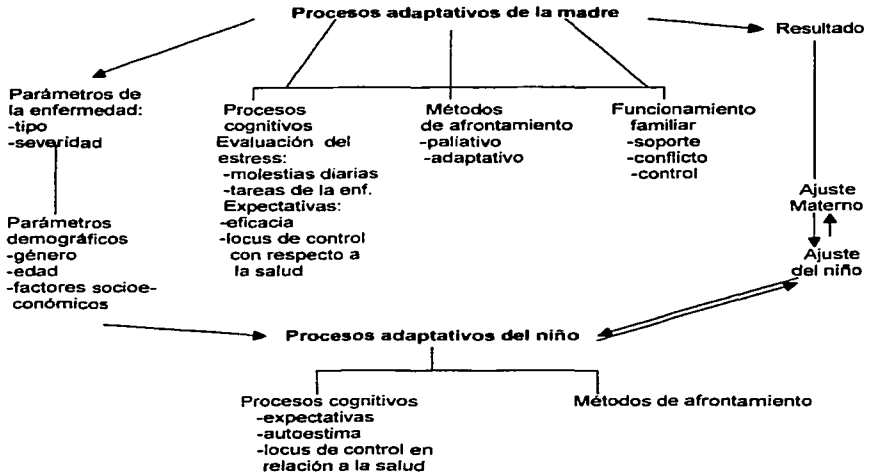 Procesos adaptativos de la madre
Resultado
Parámetros de
la enfermedad:
-tipo
-severidad
Procesos
cognitivos
Evaluación del
estress:
-molestias diarias
-tareas de la enf.
Expectativas:
-eficacia
-locus de control
con respecto a
la salud
Métodos
de afrontamiento
-paliativo
-adaptativo
Funcionamiento
familiar
-soporte
-conflicto
-control
Parámetros
demográficos
-género
-edad
-factores socioe-
conómicos
Ajuste
Materno
Ajuste
del niño
Procesos adaptativos del niño
Procesos cognitivos
-expectativas
-autoestima
-locus de control en
relación a la salud
Métodos de afrontamiento